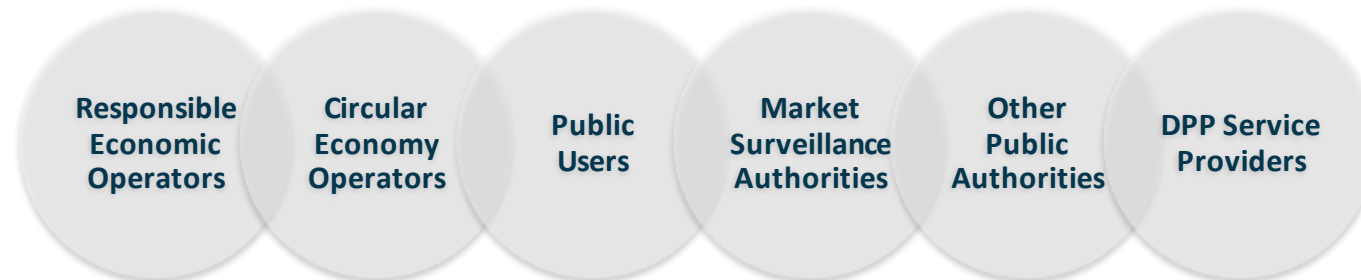 Responsible
Economic
Operators
Circular
Economy
Operators
Public
Users
Market
Surveillance
Authorities
Other
Public
Authorities
DPP Service
Providers